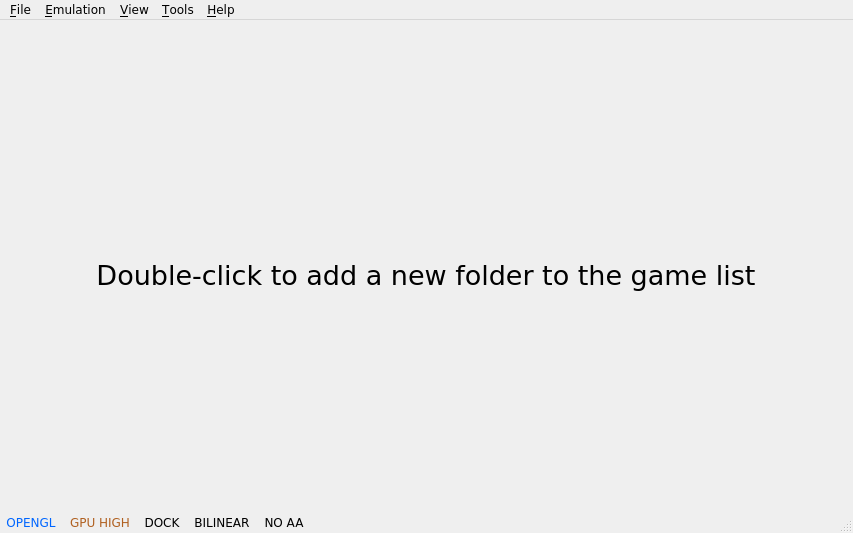 File Emulation View Tools Help
Double-click to add a new folder to the game list
OPENGL GPU HIGH DOCK BILINEAR NO AA